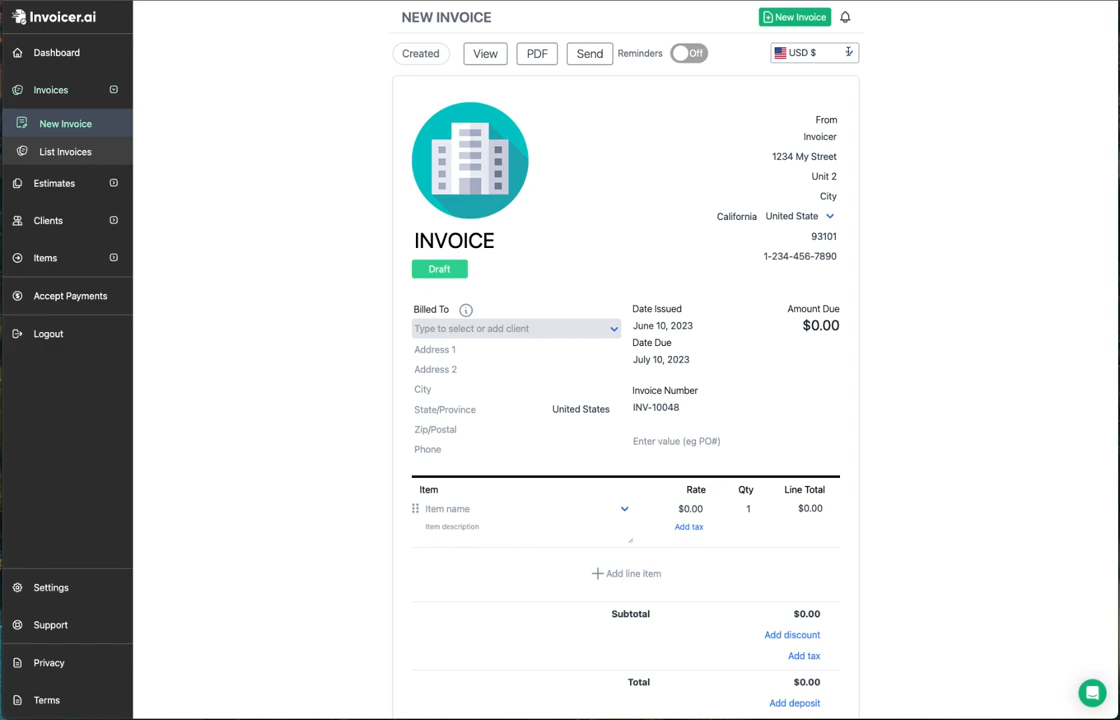 Invoicer.ai
Dashboard
Invoices
New Invoice
List Invoices
Estimates
Clients
Items
Accept Payments
Logout
Settings
Support
Privacy
Terms
NEW INVOICE
New Invoice
Created
View
PDF
Send
Reminders
Off
USD $
From
Invoicer
1234 My Street
Unit 2
City
California United State
93101
1-234-456-7890
INVOICE
Draft
Billed To
Type to select or add client
Address 1
Address 2
City
State/Province United States
Zip/Postal
Phone
Date Issued
June 10, 2023
Date Due
July 10, 2023
Invoice Number
INV-10048
Enter value (eg PO#)
Amount Due
$0.00
Item Rate Qty Line Total
Item name $0.00 1 $0.00
Item description Add tax
Add line item
Subtotal $0.00
Add discount
Add tax
Total $0.00
Add deposit